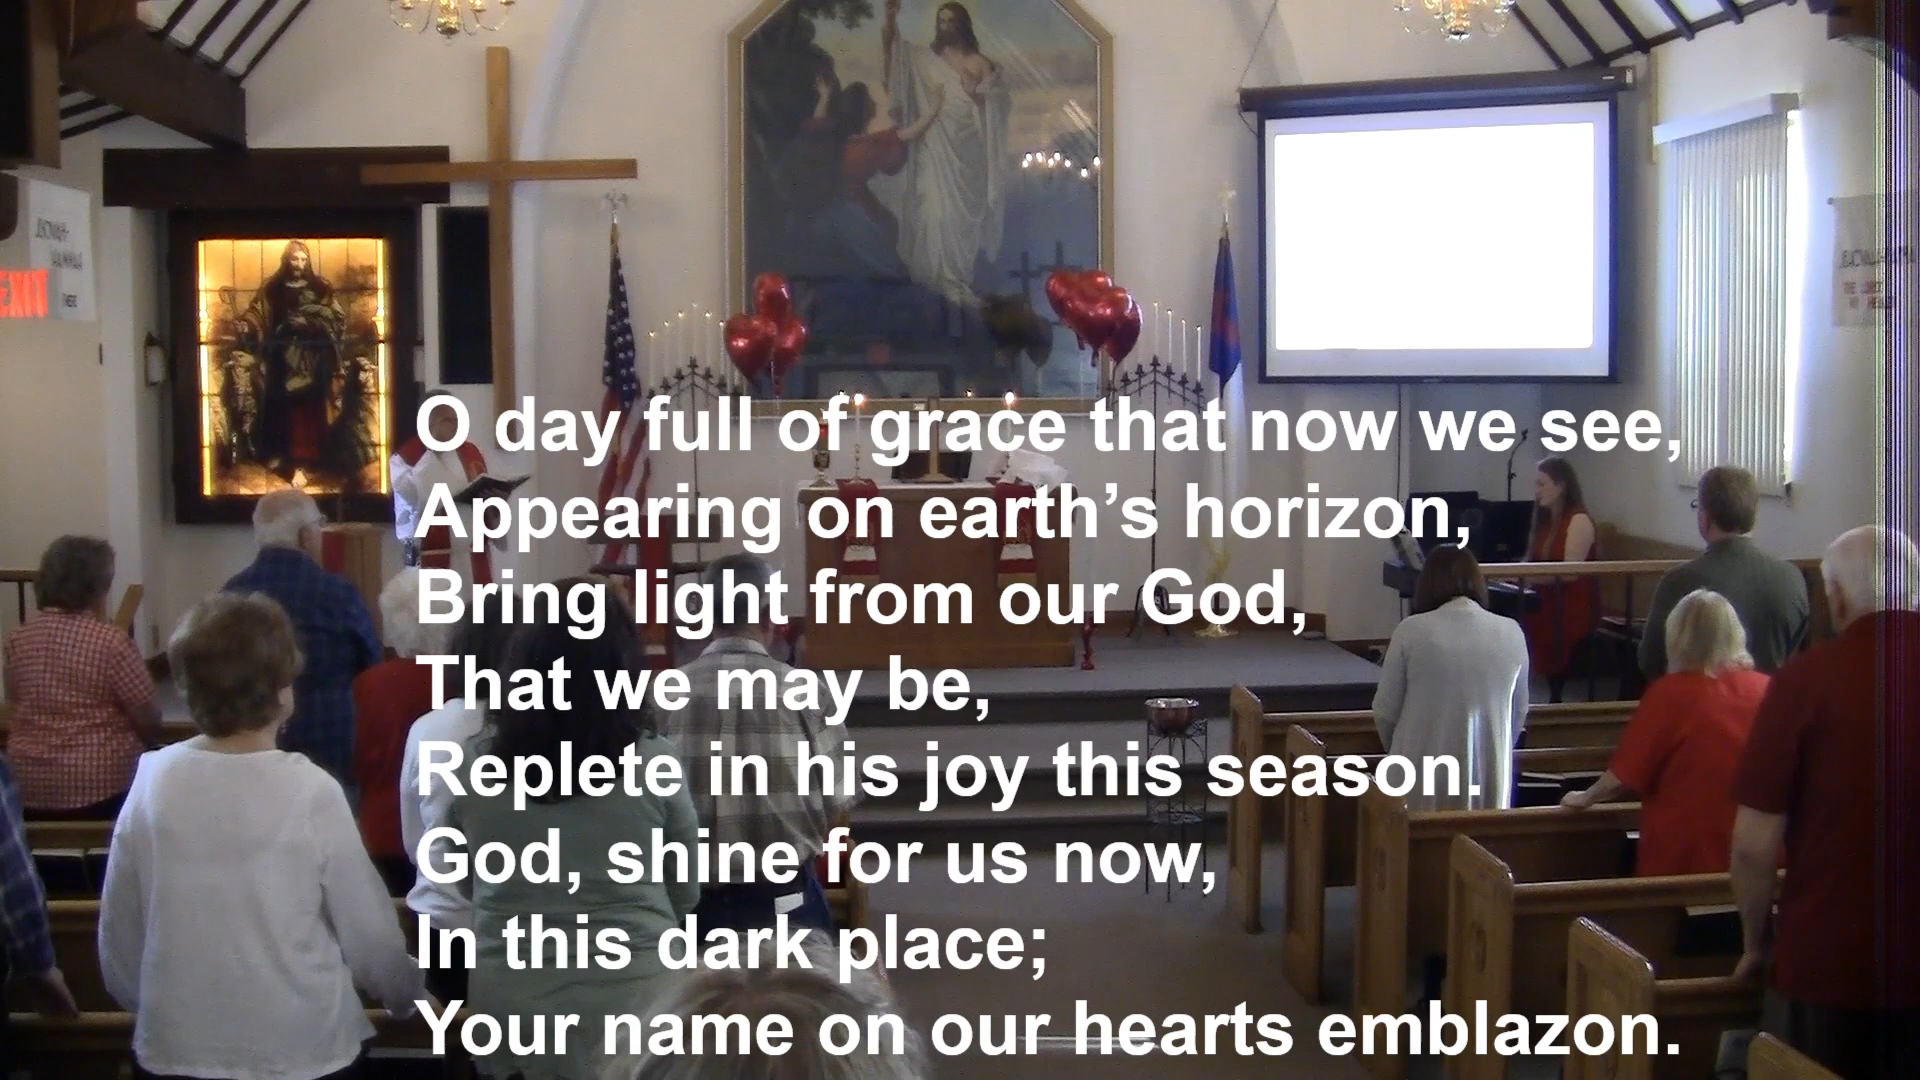 O day full of grace that now we see,
Appearing on earth’s horizon,
Bring light from our God,
That we may be,
Replete in his joy this season.
God, shine for us now,
In this dark place;
Your name on our hearts emblazon.
EXIT